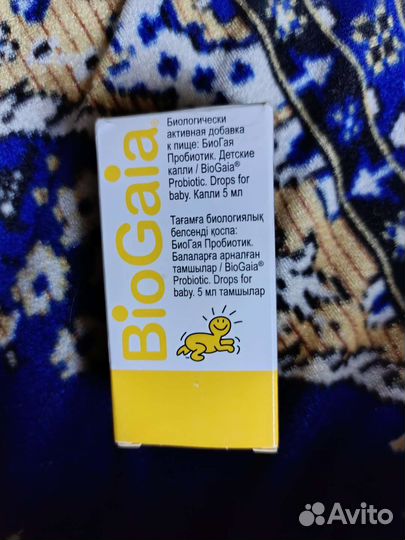 BioGaia®
Биологически
активная добавка
к пище: БиоГая
Пробиотик. Детские
капли / BioGaia®
Probiotic. Drops for
baby. Капли 5 мл
Тағамға биологиялық
белсенді қоспа:
БиоГая Пробиотик.
Балаларға арналған
тамшылар / BioGaia®
Probiotic. Drops for
baby. 5 мл тамшылар
Avito